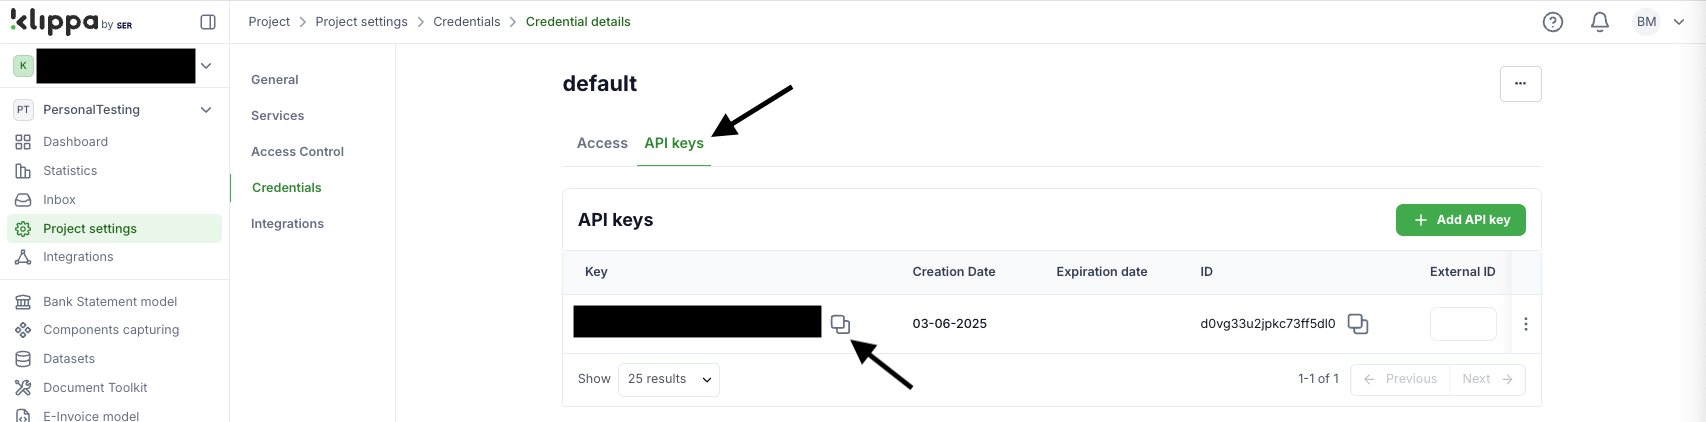 klippa by SER
Project > Project settings > Credentials > Credential details
BM
K
PT PersonalTesting
Dashboard
Statistics
Inbox
Project settings
Integrations
Bank Statement model
Components capturing
Datasets
Document Toolkit
E-Invoice model
General
Services
Access Control
Credentials
Integrations
default
...
Access API keys
API keys
+ Add API key
Key Creation Date Expiration date ID External ID
03-06-2025 d0vg33u2jpkc73ff5dl0
Show 25 results
1-1 of 1 ← Previous Next →